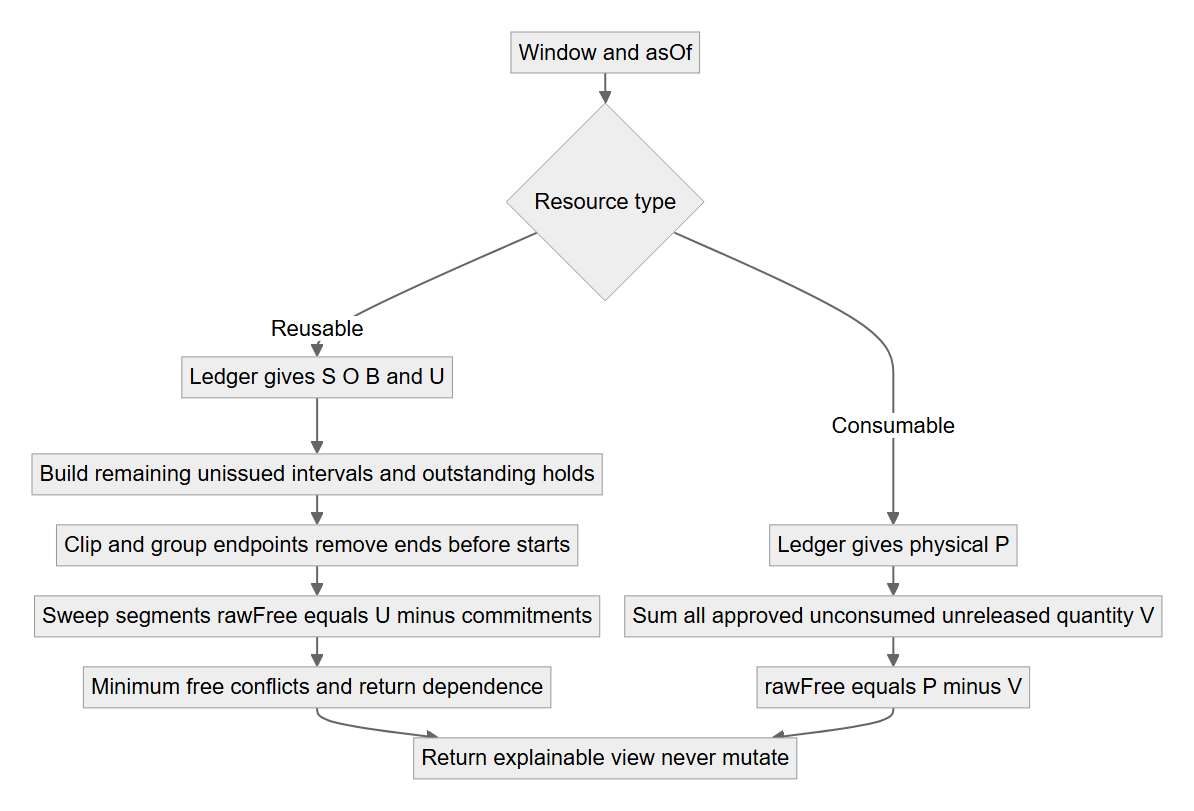 Window and asOf
Resource type
Reusable
Ledger gives S O B and U
Build remaining unissued intervals and outstanding holds
Clip and group endpoints remove ends before starts
Sweep segments rawFree equals U minus commitments
Minimum free conflicts and return dependence
Consumable
Ledger gives physical P
Sum all approved unconsumed unreleased quantity V
rawFree equals P minus V
Return explainable view never mutate